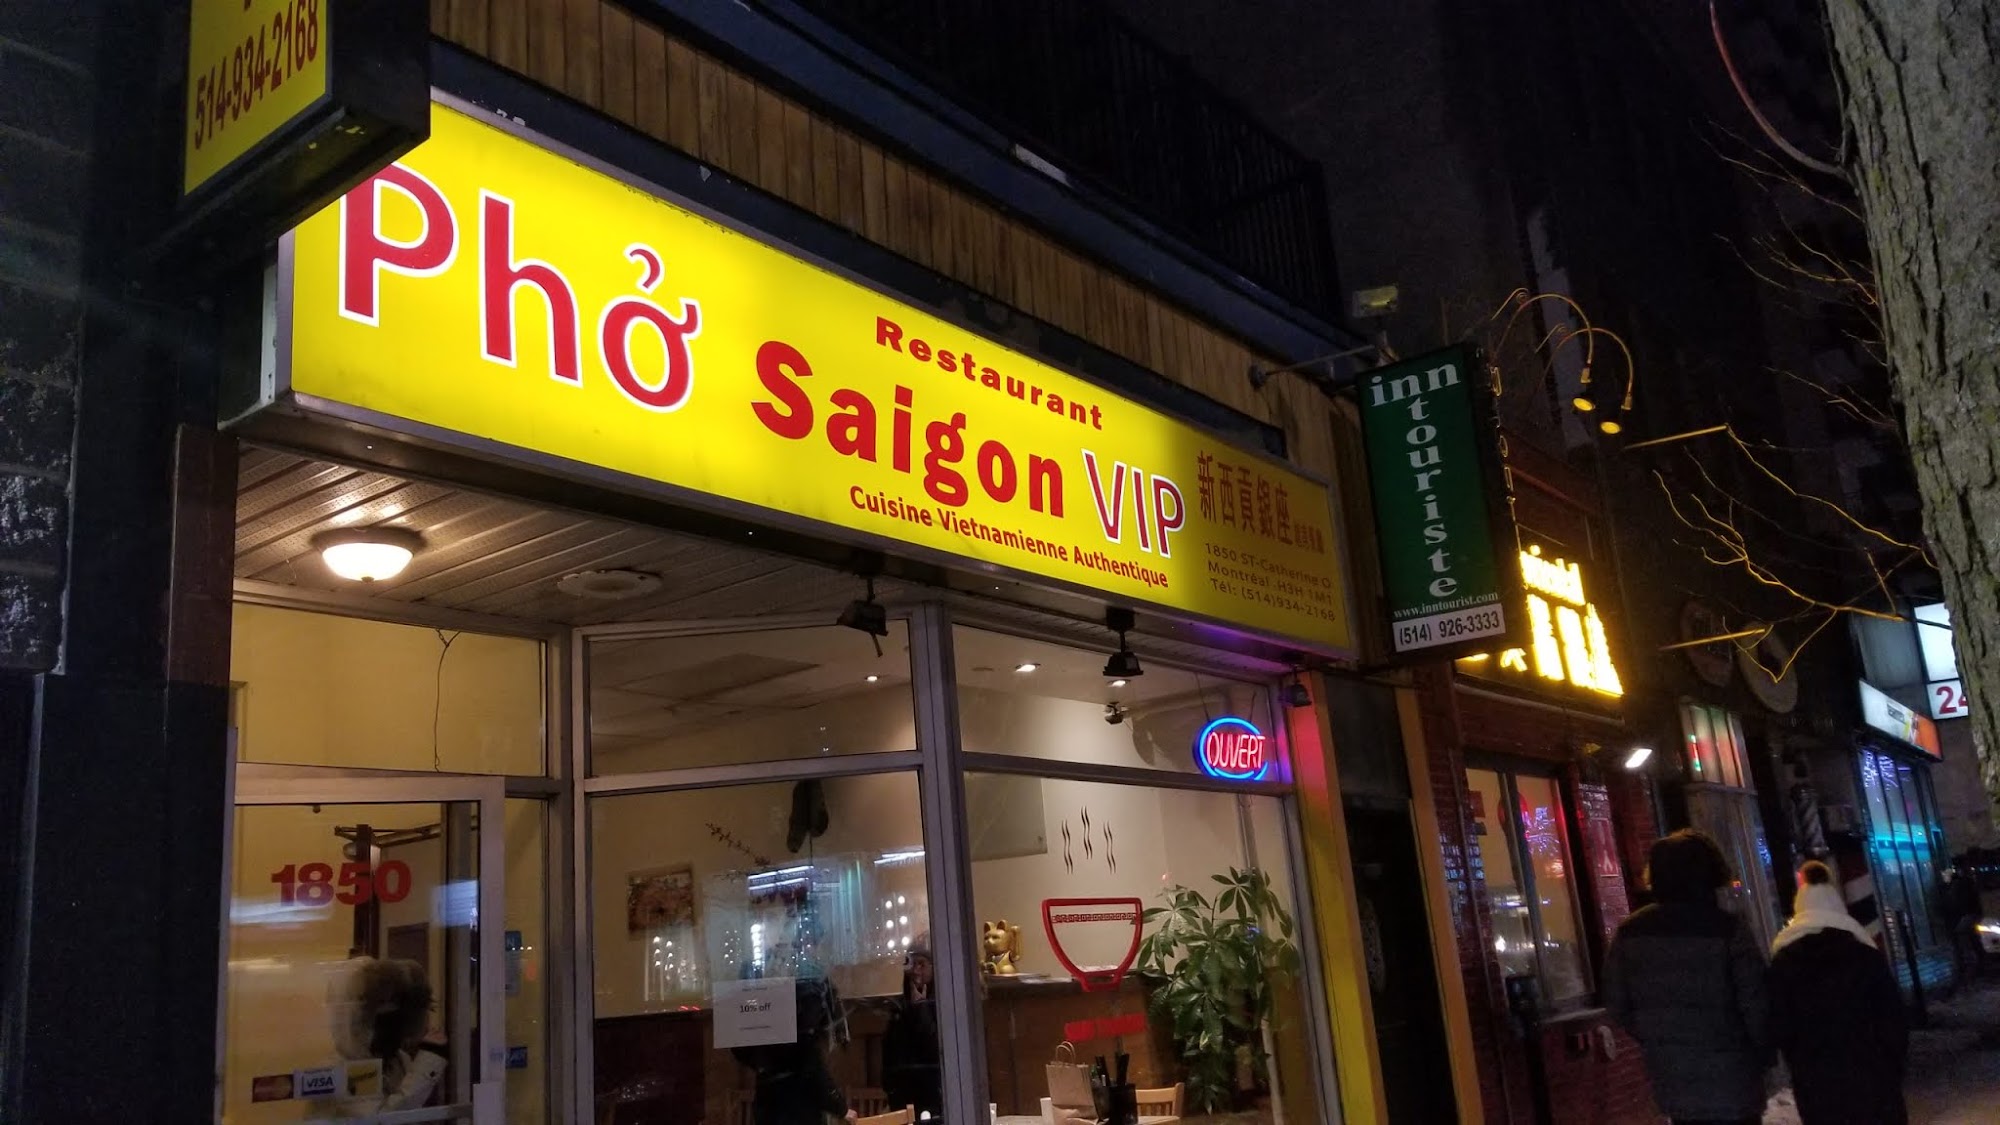 514-934-2168
Phở
Restaurant
Saigon VIP
Cuisine Vietnamienne Authentique
新西貢銀座
1850 ST-Catherine O
Montréal .H3H 1M1
Tél: (514)934-2168
inn
touriste
www.inntourist.com
(514) 926-3333
OUVERT
1850
10% off
VISA
24